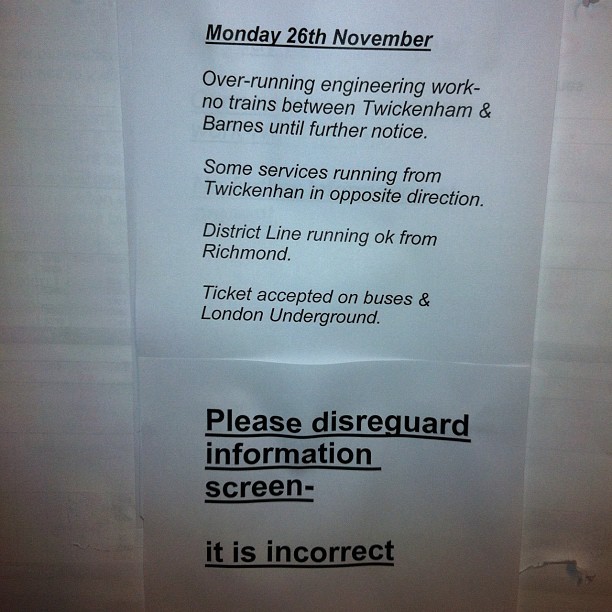 Monday 26th November
Over-running engineering work-
no trains between Twickenham &
Barnes until further notice.
Some services running from
Twickenhan in opposite direction.
District Line running ok from
Richmond.
Ticket accepted on buses &
London Underground.
Please disreguard
information
screen-
it is incorrect